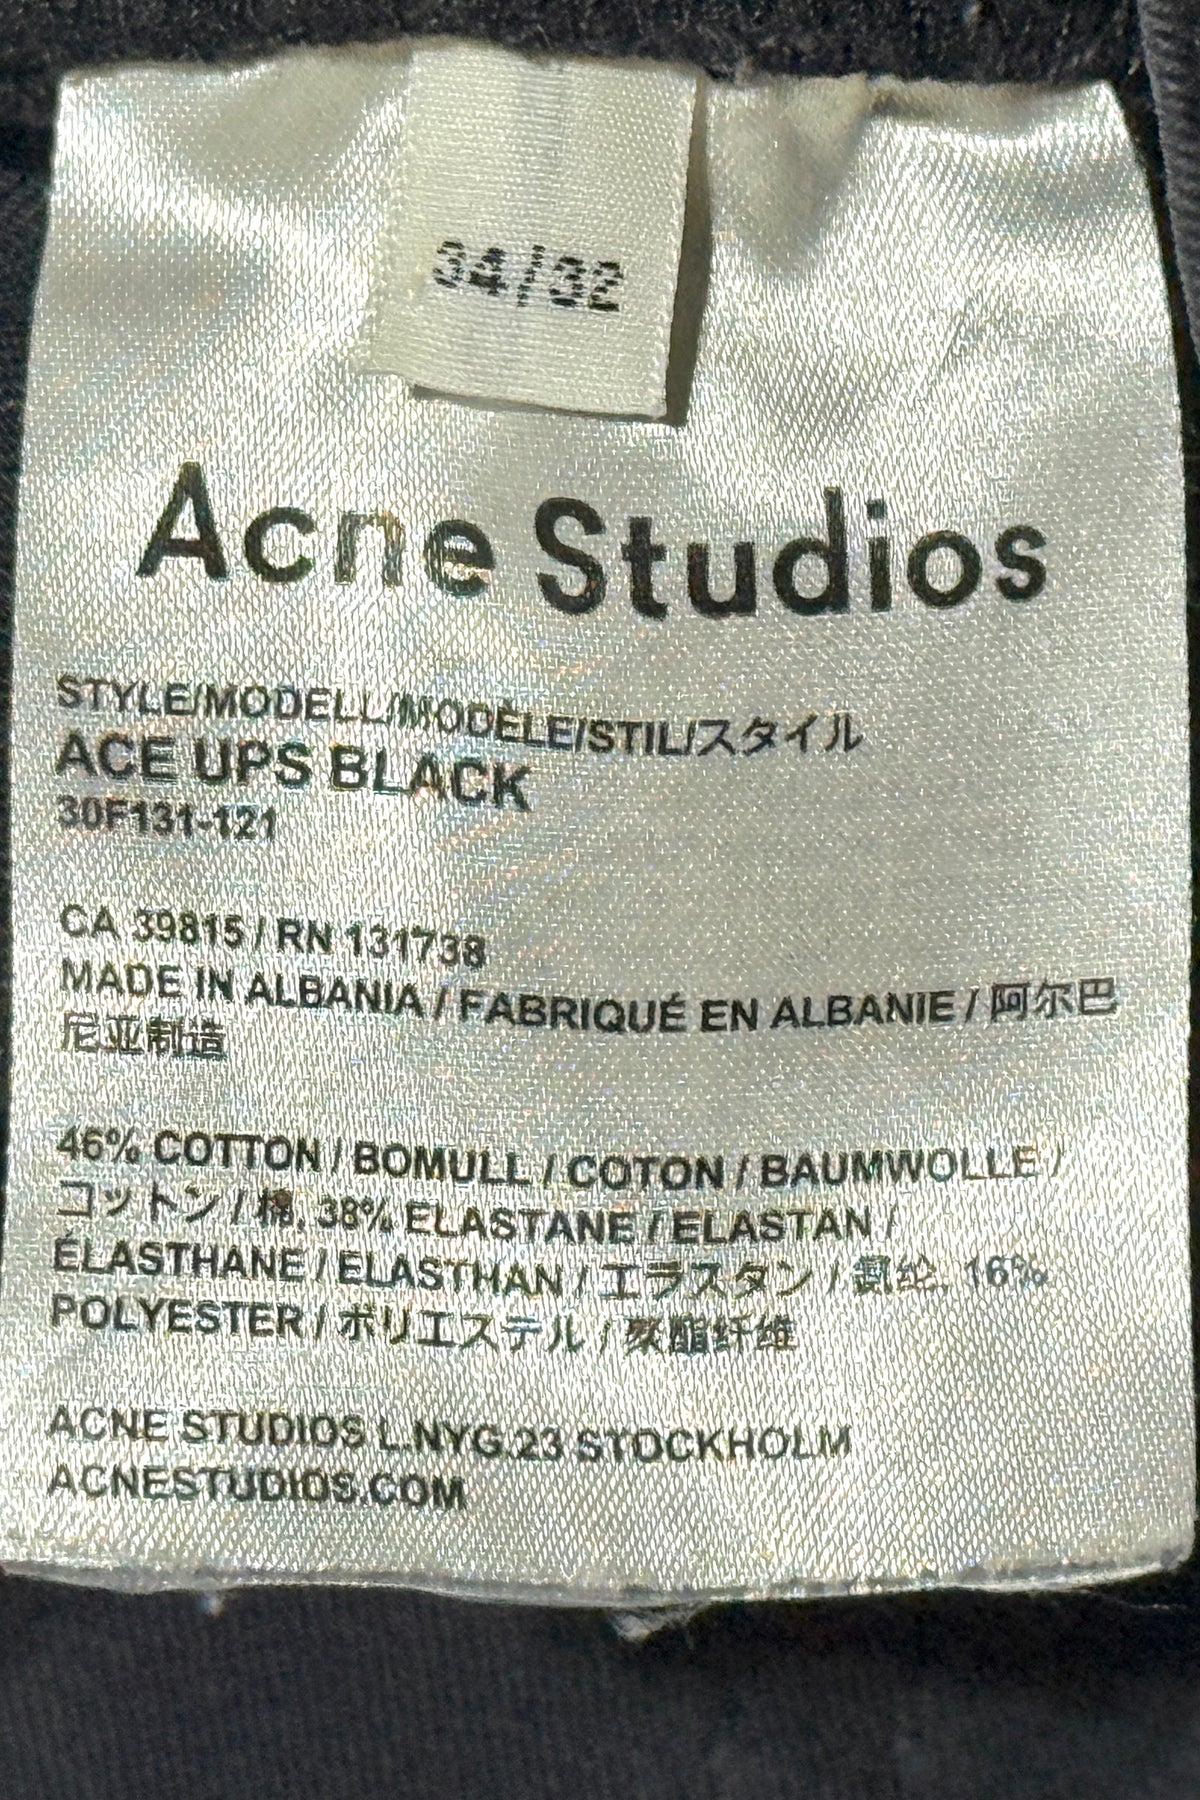 34/32
Acne Studios
STYLE/MODELL/MODÈLE/STIL/スタイル
ACE UPS BLACK
30F131-121
CA 39815 / RN 131738
MADE IN ALBANIA / FABRIQUÉ EN ALBANIE / 阿尔巴
尼亚制造
46% COTTON / BOMULL / COTON / BAUMWOLLE /
コットン / 棉, 38% ELASTANE / ELASTAN /
ÉLASTHANE / ELASTHAN / エラスタン / 氨纶, 16%
POLYESTER / ポリエステル / 聚酯纤维
ACNE STUDIOS L.NYG.23 STOCKHOLM
ACNESTUDIOS.COM